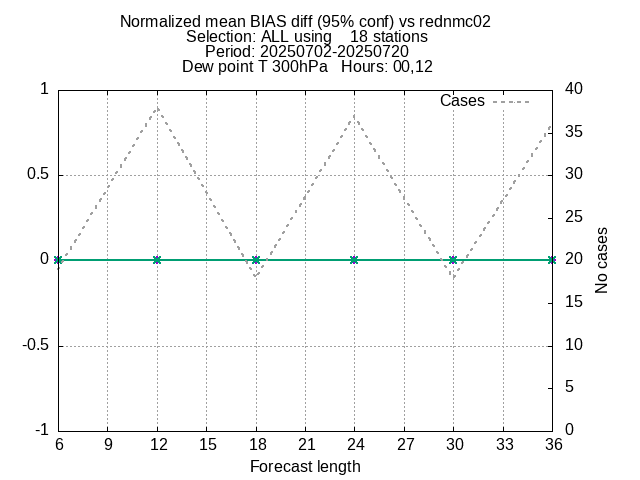 Normalized mean BIAS diff (95% conf) vs rednmc02
Selection: ALL using    18 stations
Period: 20250702-20250720
Dew point T 300hPa   Hours: 00,12
Cases
1
0.5
0
-0.5
-1
40
35
30
25
20
15
10
5
0
No cases
6 9 12 15 18 21 24 27 30 33 36
Forecast length